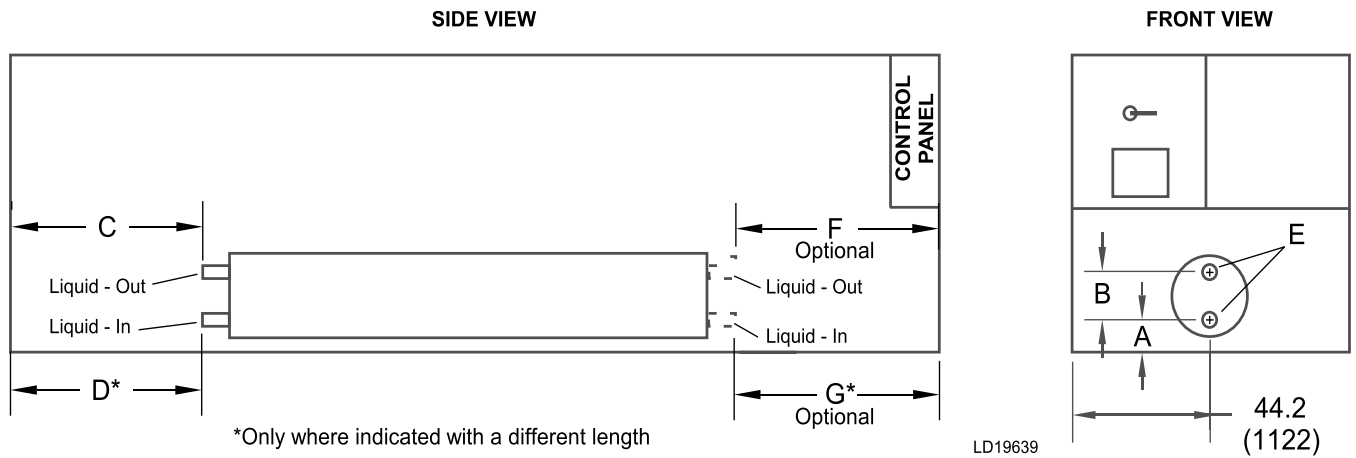 SIDE VIEW
FRONT VIEW
CONTROL
PANEL
C
F
Optional
Liquid - Out
Liquid - In
Liquid - Out
Liquid - In
D*
G*
Optional
*Only where indicated with a different length
E
B
A
44.2
(1122)
LD19639